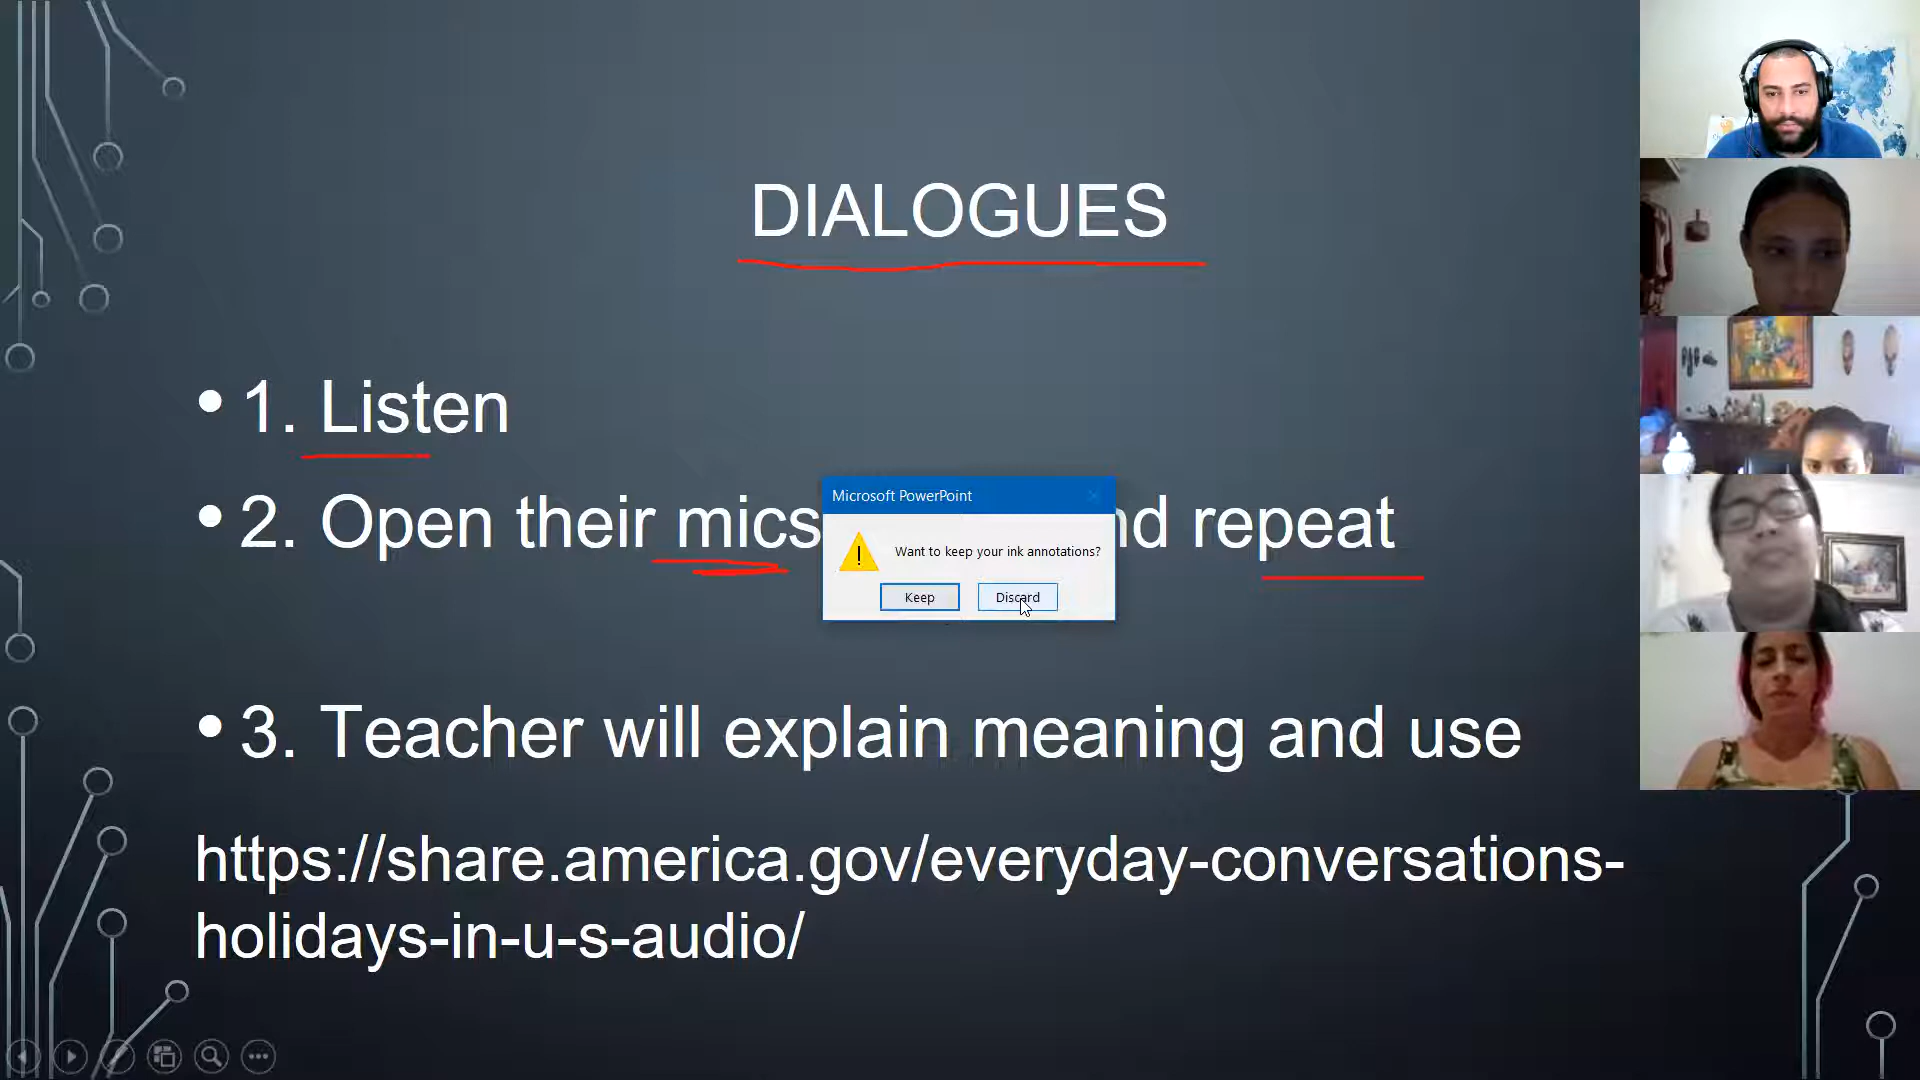 DIALOGUES
• 1. Listen
• 2. Open their mics nd repeat
Microsoft PowerPoint
Want to keep your ink annotations?
Keep Discard
• 3. Teacher will explain meaning and use
https://share.america.gov/everyday-conversations-
holidays-in-u-s-audio/